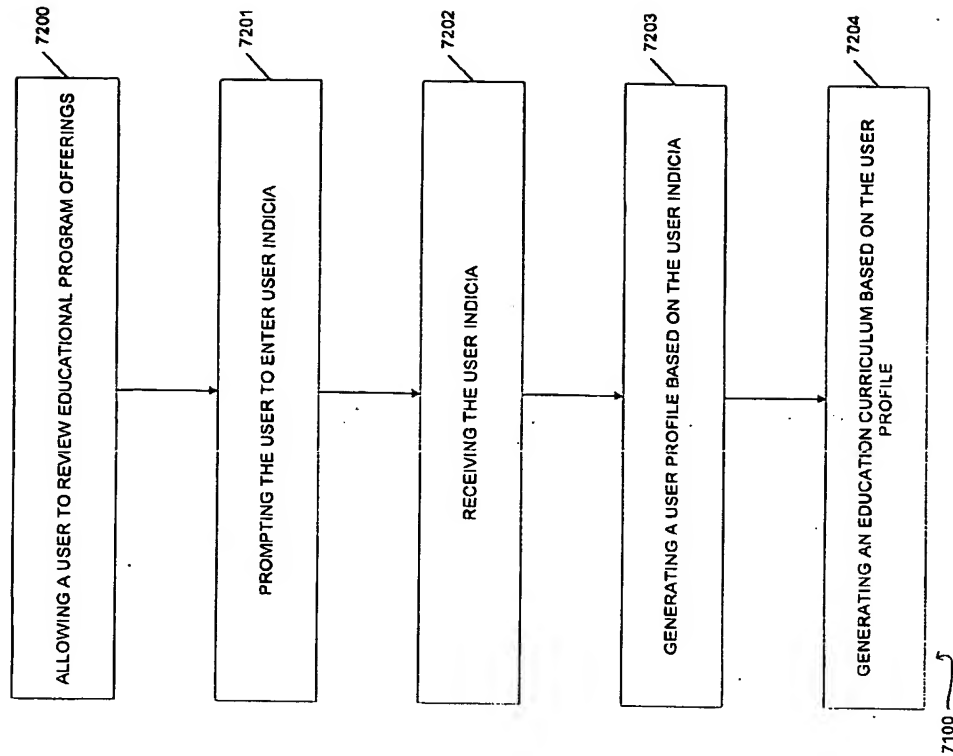 7200
ALLOWING A USER TO REVIEW EDUCATIONAL PROGRAM OFFERINGS
7201
PROMPTING THE USER TO ENTER USER INDICIA
7202
RECEIVING THE USER INDICIA
7203
GENERATING A USER PROFILE BASED ON THE USER INDICIA
7204
GENERATING AN EDUCATION CURRICULUM BASED ON THE USER
PROFILE
7100